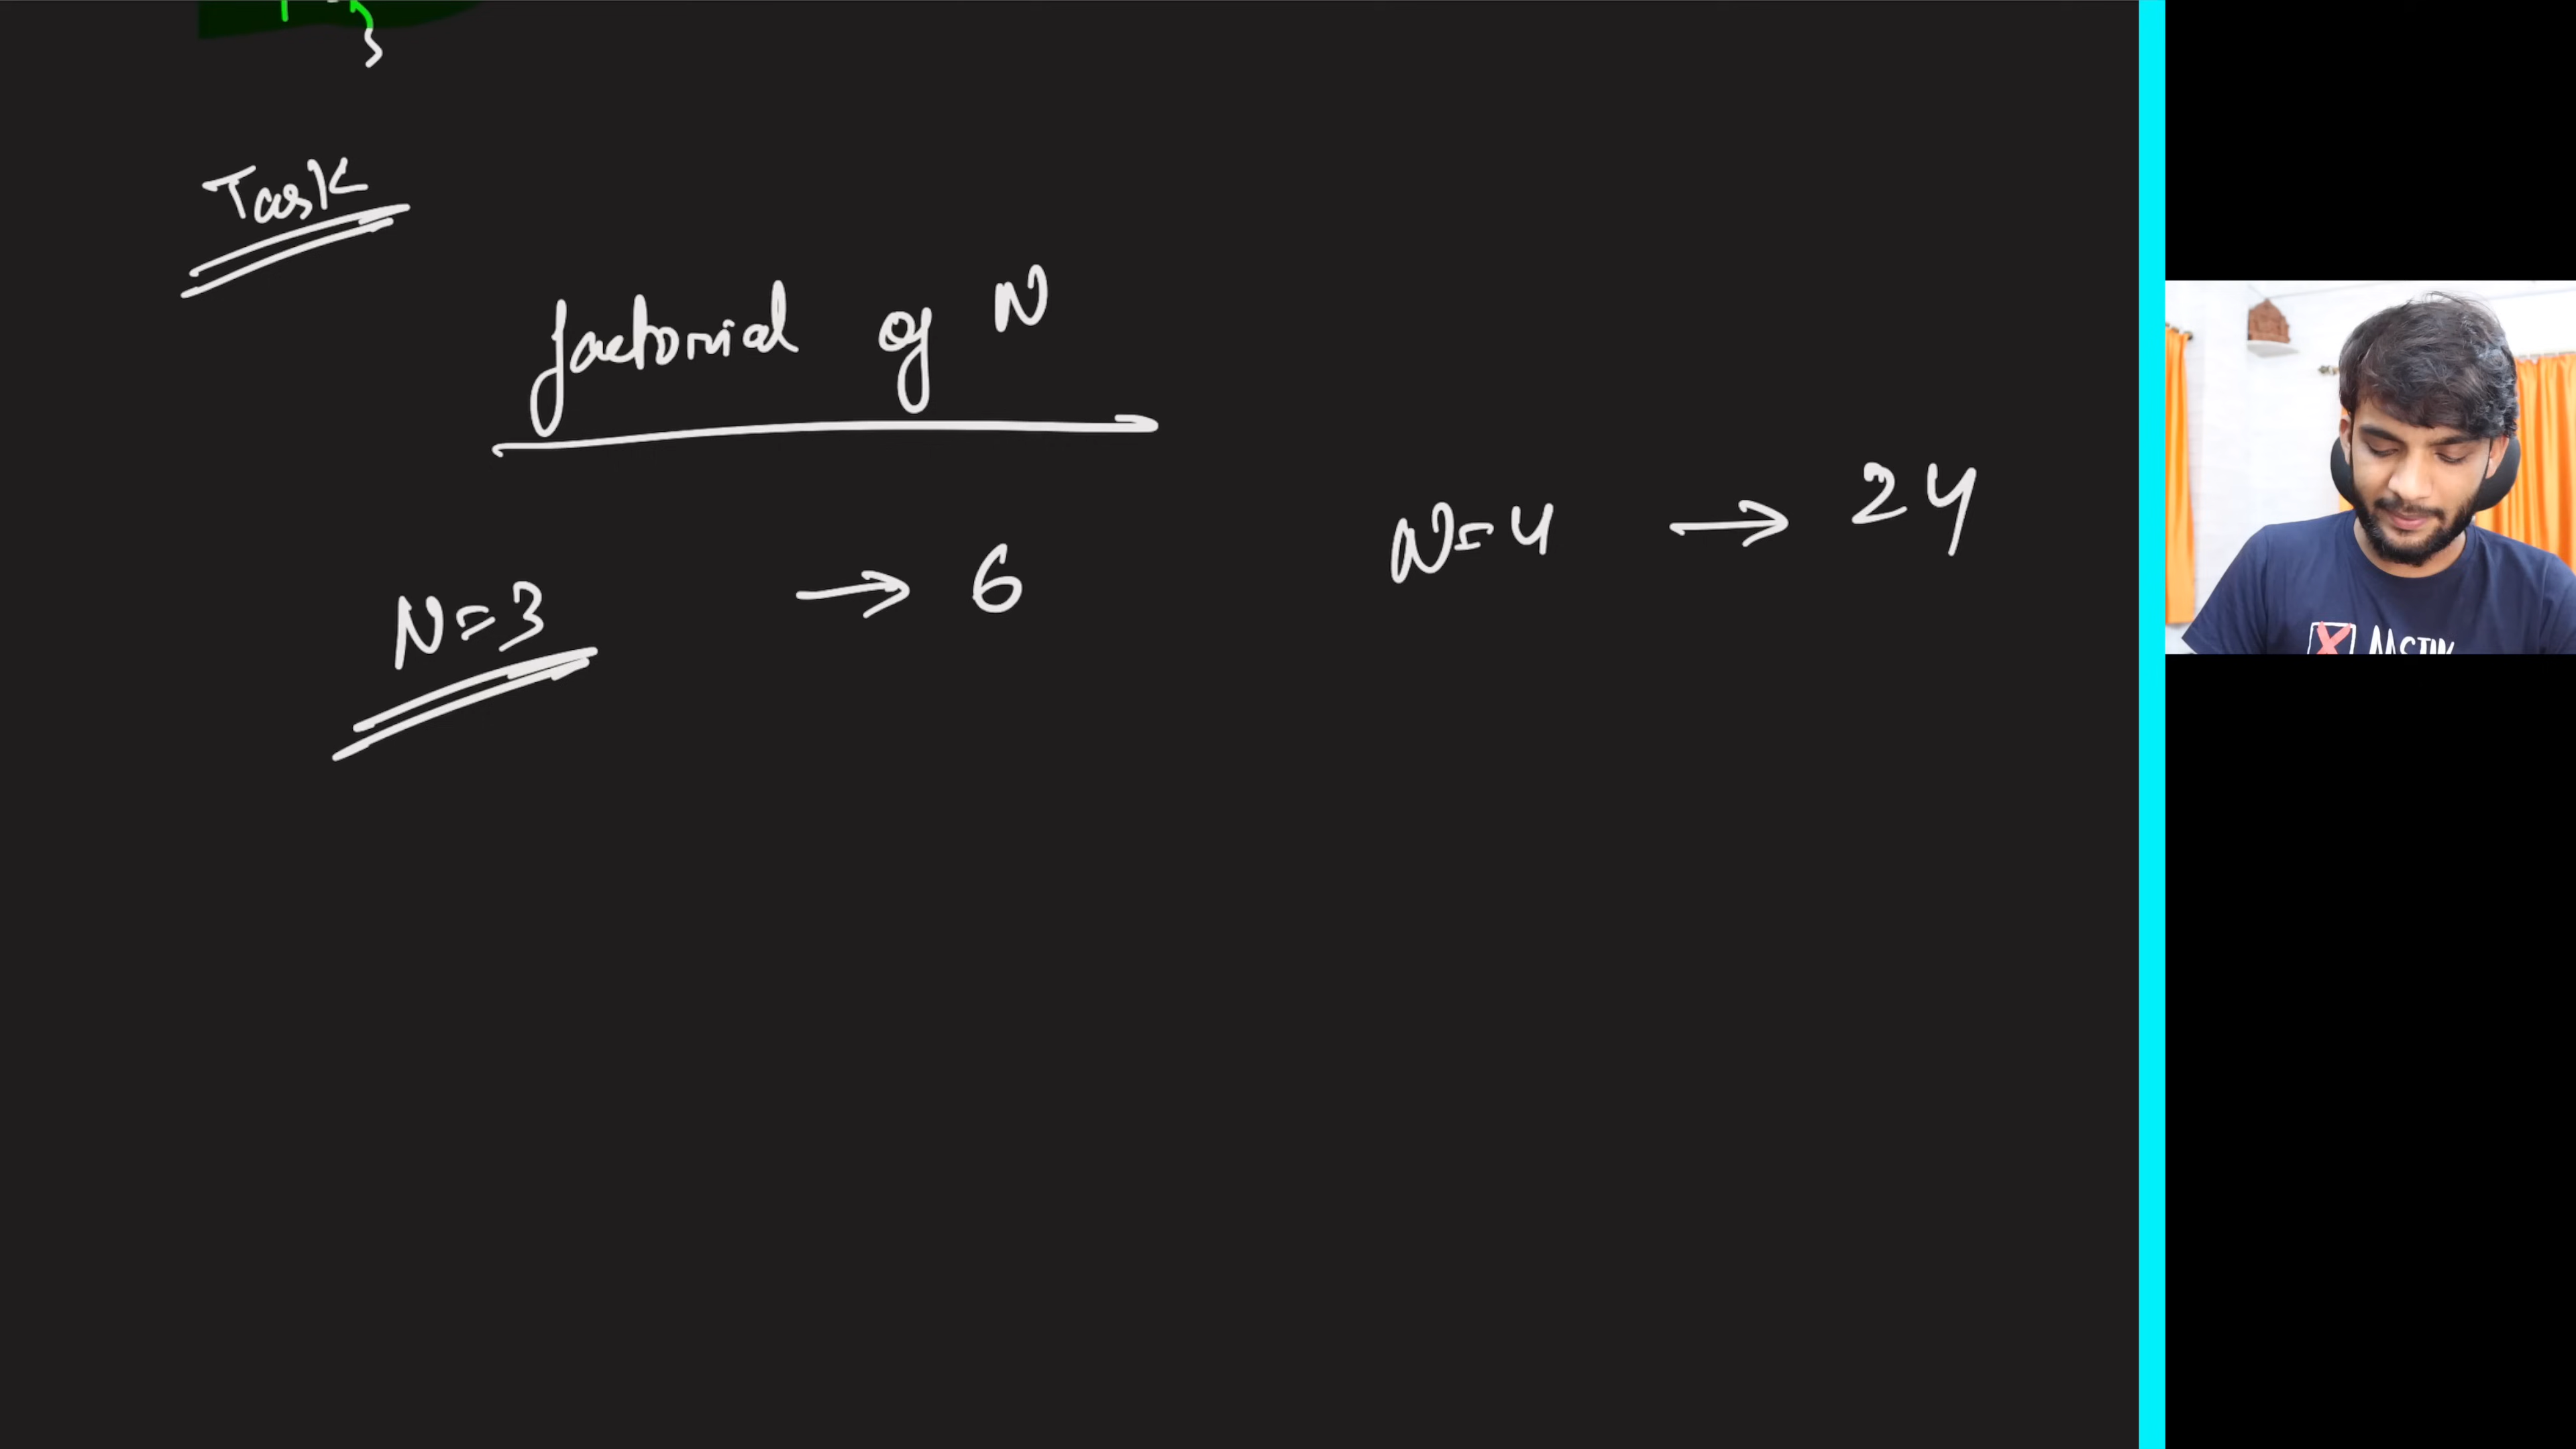 Task
factorial of N
N=3 → 6
N=4 → 24